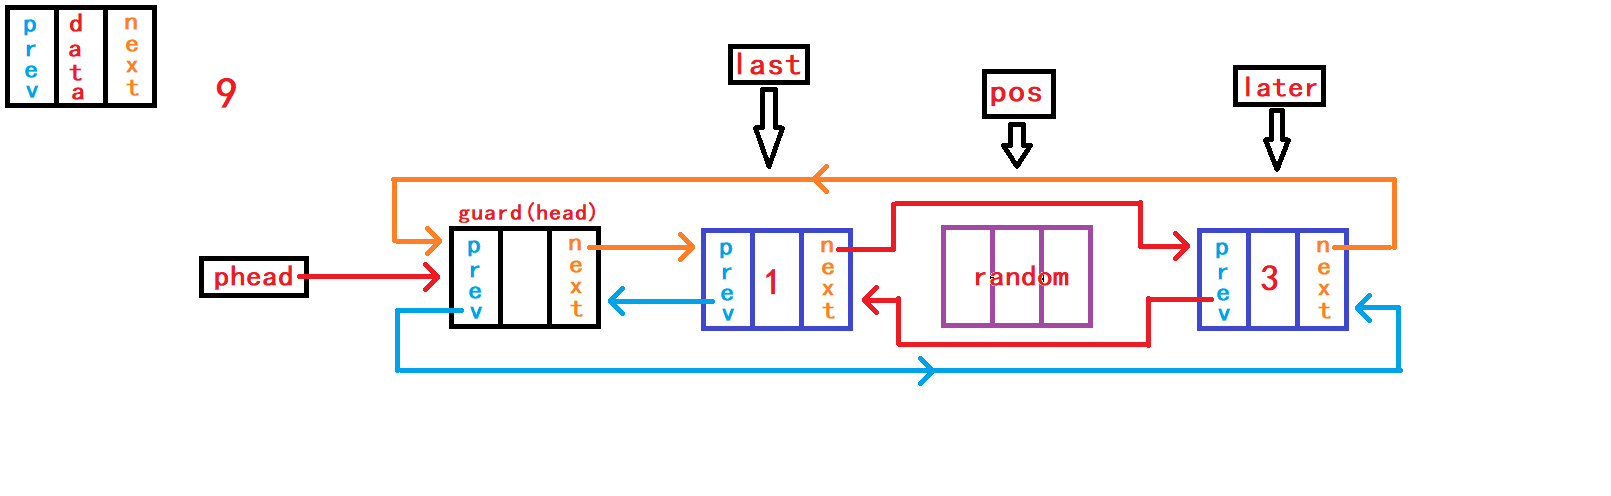 prev data next
9
last
pos
later
guard(head)
phead
prev next
prev 1 next
random
prev 3 next